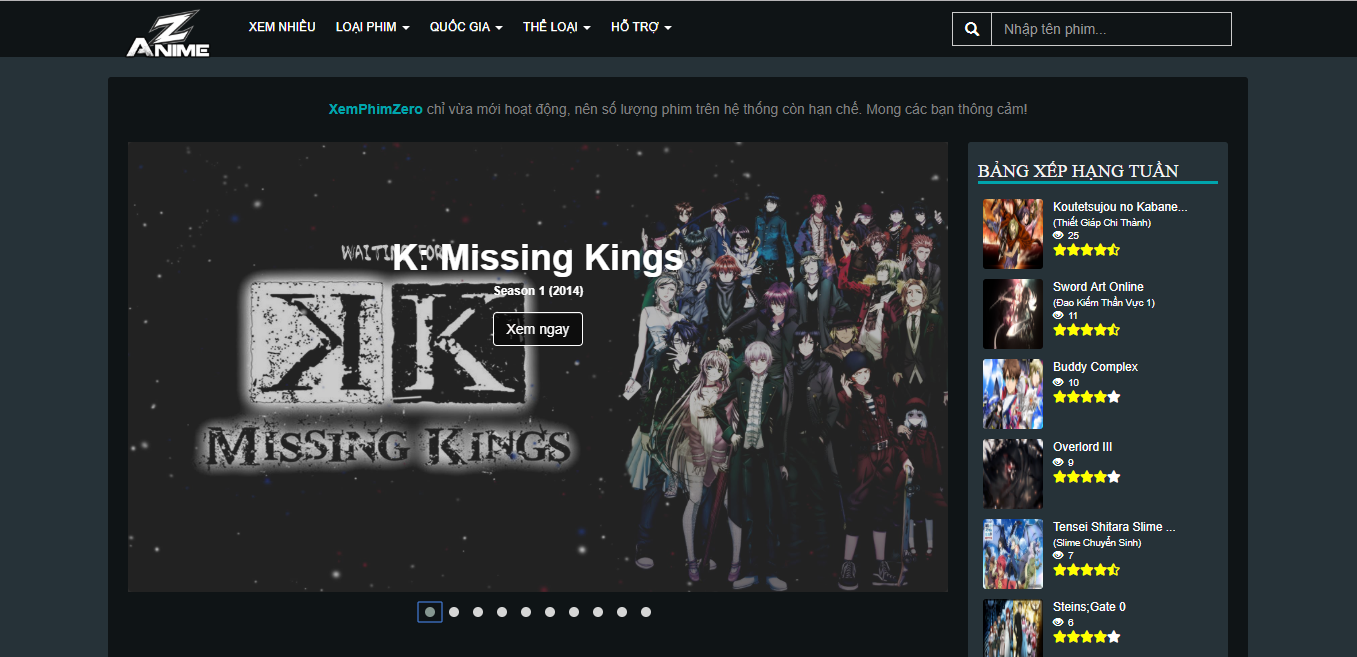 Z
ANIME
XEM NHIỀU
LOẠI PHIM
QUỐC GIA
THỂ LOẠI
HỖ TRỢ
Nhập tên phim...
XemPhimZero chỉ vừa mới hoạt động, nên số lượng phim trên hệ thống còn hạn chế. Mong các bạn thông cảm!
WAITING FOR
K: Missing Kings
Season 1 (2014)
Xem ngay
K K
MISSING KINGS
BẢNG XẾP HẠNG TUẦN
Koutetsujou no Kabane...
(Thiết Giáp Chi Thành)
25
Sword Art Online
(Đao Kiếm Thần Vực 1)
11
Buddy Complex
10
Overlord III
9
Tensei Shitara Slime ...
(Slime Chuyển Sinh)
7
Steins;Gate 0
6